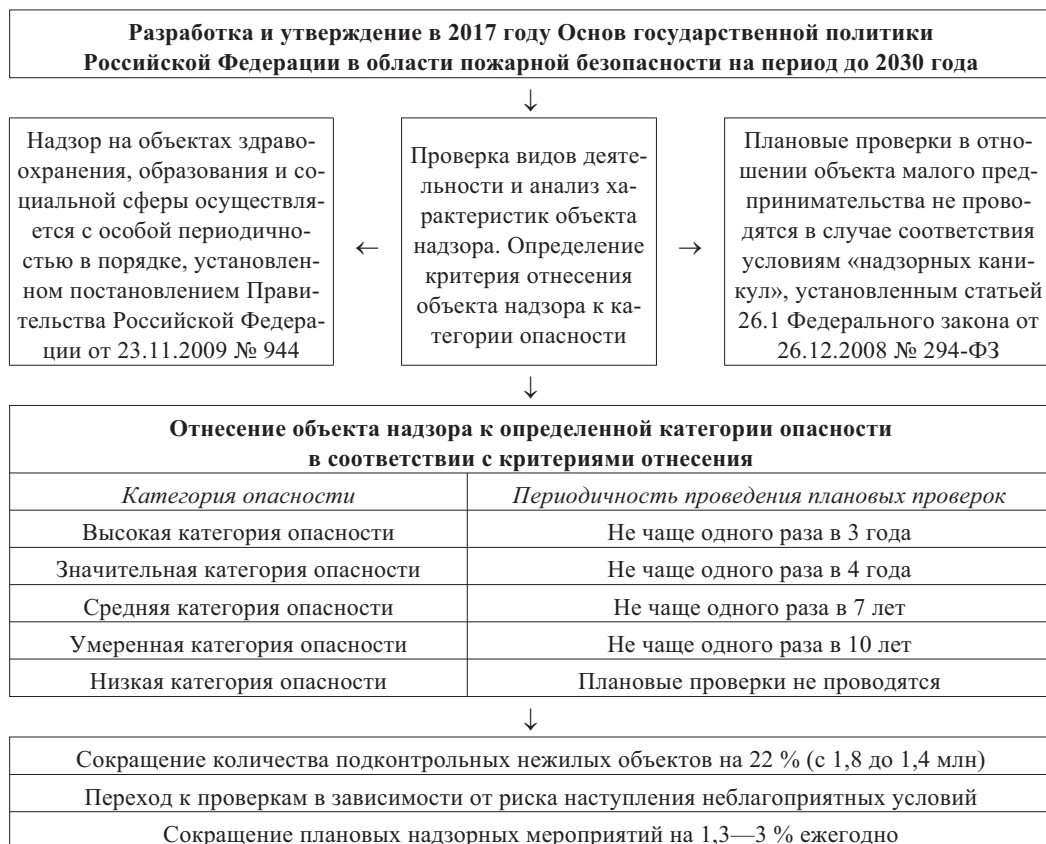 Разработка и утверждение в 2017 году Основ государственной политики
Российской Федерации в области пожарной безопасности на период до 2030 года
↓
Надзор на объектах здраво-
охранения, образования и со-
циальной сферы осуществля-
ется с особой периодично-
стью в порядке, установлен-
ном постановлением Прави-
тельства Российской Федера-
ции от 23.11.2009 № 944
←
Проверка видов деяте-
льности и анализ ха-
рактеристик объекта
надзора. Определение
критерия отнесения
объекта надзора к ка-
тегории опасности
→
Плановые проверки в отно-
шении объекта малого пред-
принимательства не прово-
дятся в случае соответствия
условиям «надзорных кани-
кул», установленным статьей
26.1 Федерального закона от
26.12.2008 № 294-ФЗ
↓
Отнесение объекта надзора к определенной категории опасности
в соответствии с критериями отнесения
Категория опасности Периодичность проведения плановых проверок
Высокая категория опасности Не чаще одного раза в 3 года
Значительная категория опасности Не чаще одного раза в 4 года
Средняя категория опасности Не чаще одного раза в 7 лет
Умеренная категория опасности Не чаще одного раза в 10 лет
Низкая категория опасности Плановые проверки не проводятся
↓
Сокращение количества подконтрольных нежилых объектов на 22 % (с 1,8 до 1,4 млн)
Переход к проверкам в зависимости от риска наступления неблагоприятных условий
Сокращение плановых надзорных мероприятий на 1,3—3 % ежегодно